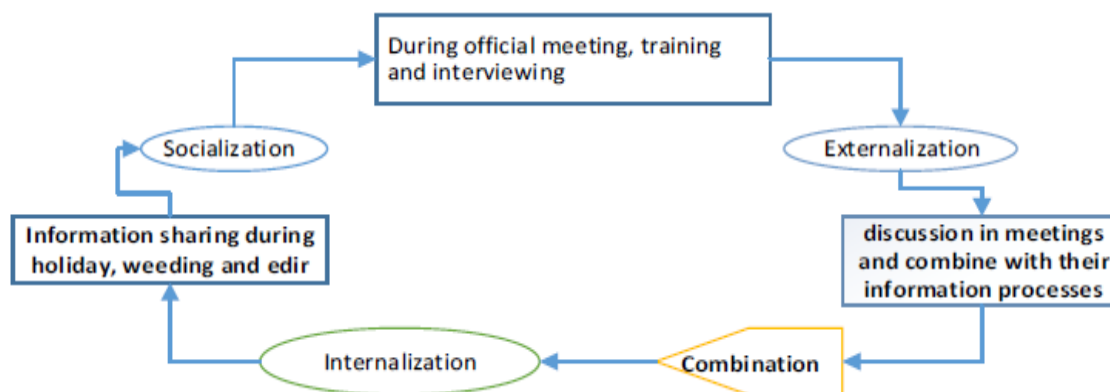 During official meeting, training
and interviewing
Socialization
Externalization
Information sharing during
holiday, weeding and edir
discussion in meetings
and combine with their
information processes
Internalization
Combination